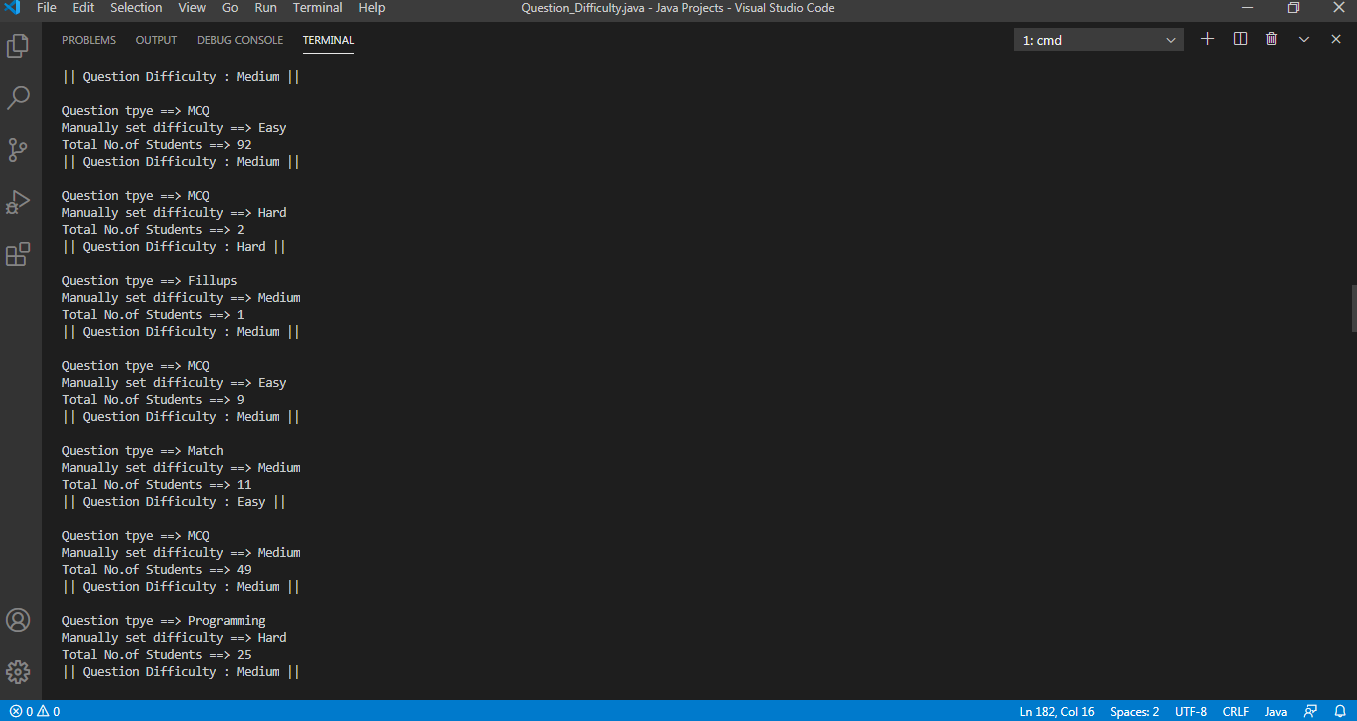 File Edit Selection View Go Run Terminal Help Question_Difficulty.java - Java Projects - Visual Studio Code
PROBLEMS OUTPUT DEBUG CONSOLE TERMINAL 1: cmd
|| Question Difficulty : Medium ||
Question tpye ==> MCQ
Manually set difficulty ==> Easy
Total No.of Students ==> 92
|| Question Difficulty : Medium ||
Question tpye ==> MCQ
Manually set difficulty ==> Hard
Total No.of Students ==> 2
|| Question Difficulty : Hard ||
Question tpye ==> Fillups
Manually set difficulty ==> Medium
Total No.of Students ==> 1
|| Question Difficulty : Medium ||
Question tpye ==> MCQ
Manually set difficulty ==> Easy
Total No.of Students ==> 9
|| Question Difficulty : Medium ||
Question tpye ==> Match
Manually set difficulty ==> Medium
Total No.of Students ==> 11
|| Question Difficulty : Easy ||
Question tpye ==> MCQ
Manually set difficulty ==> Medium
Total No.of Students ==> 49
|| Question Difficulty : Medium ||
Question tpye ==> Programming
Manually set difficulty ==> Hard
Total No.of Students ==> 25
|| Question Difficulty : Medium ||
0 0 Ln 182, Col 16 Spaces: 2 UTF-8 CRLF Java